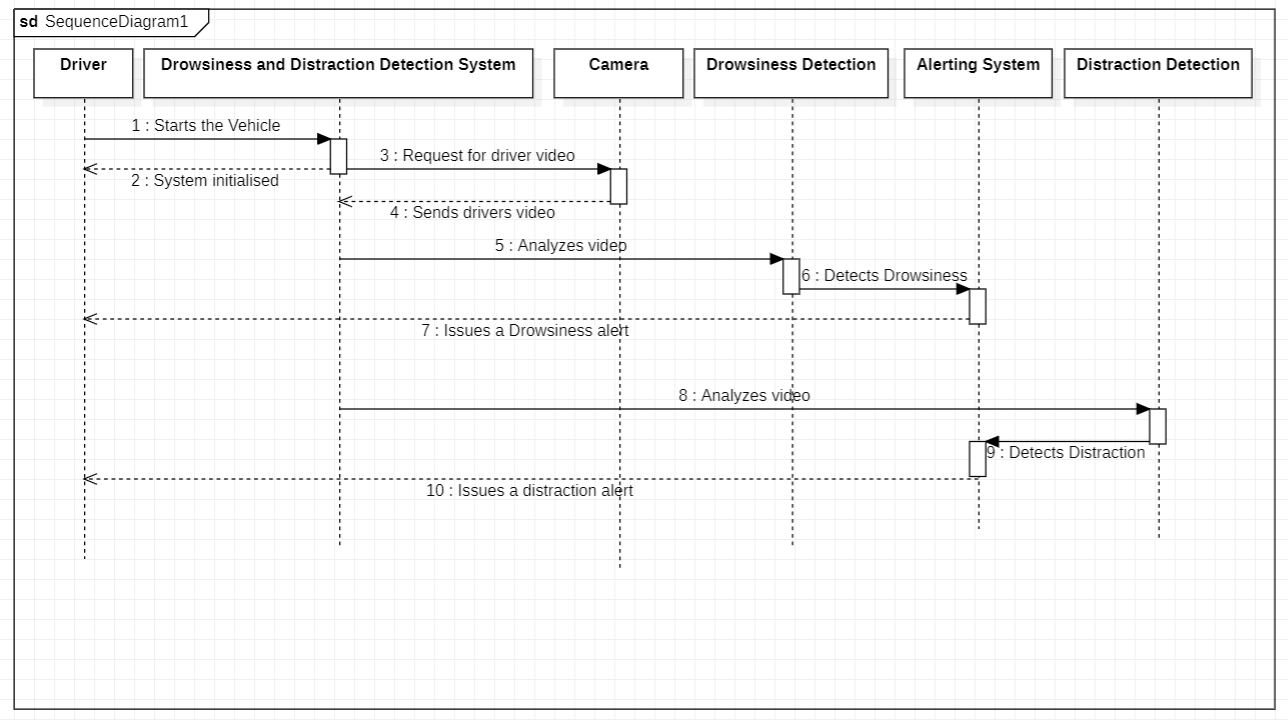 sd SequenceDiagram1
Driver
Drowsiness and Distraction Detection System
Camera
Drowsiness Detection
Alerting System
Distraction Detection
1 : Starts the Vehicle
3 : Request for driver video
2 : System initialised
4 : Sends drivers video
5 : Analyzes video
6 : Detects Drowsiness
7 : Issues a Drowsiness alert
8 : Analyzes video
9 : Detects Distraction
10 : Issues a distraction alert